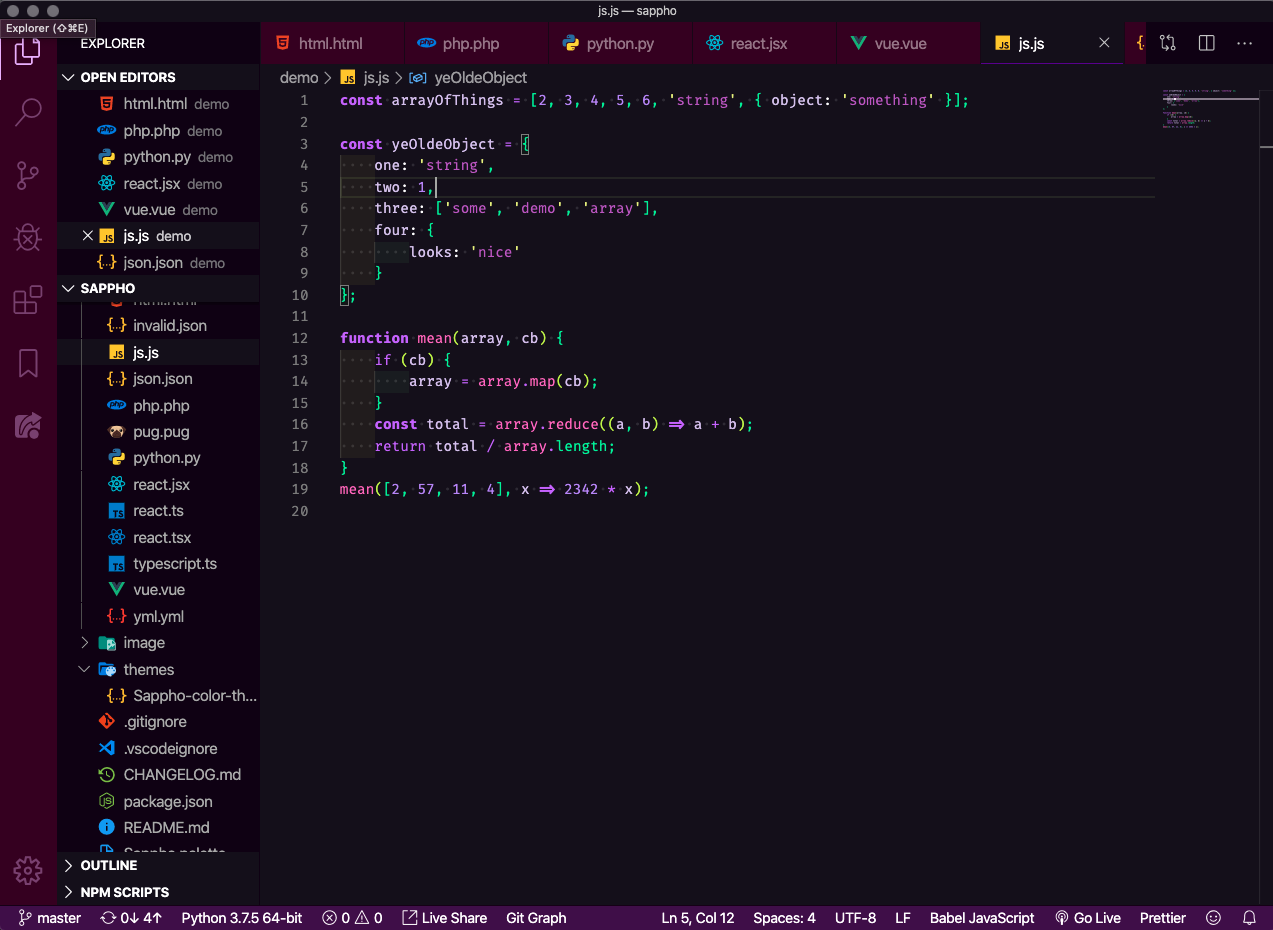 js.js — sappho
Explorer (⇧⌘E)
EXPLORER
OPEN EDITORS
html.html demo
php.php demo
python.py demo
react.jsx demo
vue.vue demo
js.js demo
{..} json.json demo
SAPPHO
html.html
{..} invalid.json
js.js
{..} json.json
php.php
pug.pug
python.py
react.jsx
react.ts
react.tsx
typescript.ts
vue.vue
{..} yml.yml
image
themes
{..} Sappho-color-th...
.gitignore
.vscodeignore
CHANGELOG.md
package.json
README.md
OUTLINE
NPM SCRIPTS
html.html php.php python.py react.jsx vue.vue js.js
demo > js.js > yeOldeObject
1 const arrayOfThings = [2, 3, 4, 5, 6, 'string', { object: 'something' }];
2
3 const yeOldeObject = {
4 one: 'string',
5 two: 1,
6 three: ['some', 'demo', 'array'],
7 four: {
8 looks: 'nice'
9 }
10 };
11
12 function mean(array, cb) {
13 if (cb) {
14 array = array.map(cb);
15 }
16 const total = array.reduce((a, b) => a + b);
17 return total / array.length;
18 }
19 mean([2, 57, 11, 4], x => 2342 * x);
20
master 0↓ 4↑ Python 3.7.5 64-bit 0 0 Live Share Git Graph Ln 5, Col 12 Spaces: 4 UTF-8 LF Babel JavaScript Go Live Prettier